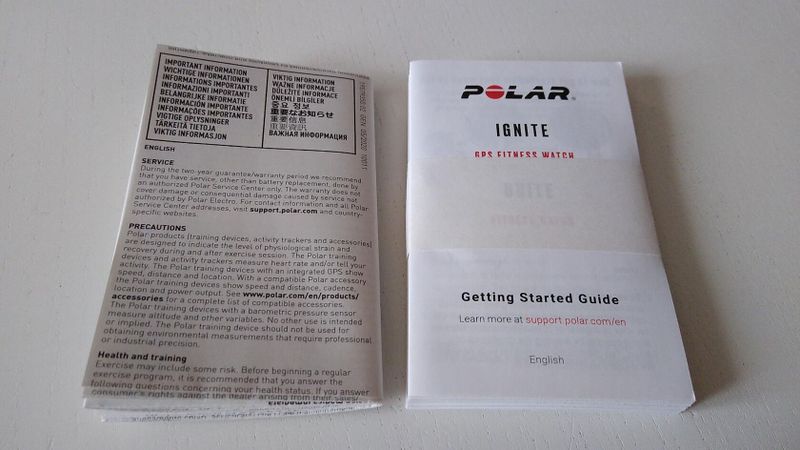 IMPORTANT INFORMATION
WICHTIGE INFORMATIONEN
INFORMATIONS IMPORTANTES
INFORMAZIONI IMPORTANTI
BELANGRIJKE INFORMATIE
INFORMACIÓN IMPORTANTE
INFORMAÇÕES IMPORTANTES
VIGTIGE OPLYSNINGER
TÄRKEITÄ TIETOJA
VIKTIG INFORMASJON
VIKTIG INFORMATION
WAŻNE INFORMACJE
DŮLEŽITÉ INFORMACE
ÖNEMLI BILGILER
중요 정보
重要なお知らせ
重要信息
重要資訊
ВАЖНАЯ ИНФОРМАЦИЯ
ENGLISH
SERVICE
During the two-year guarantee/warranty period we recommend
that you have service, other than battery replacement, done by
an authorized Polar Service Center only. The warranty does not
cover damage or consequential damage caused by service not
authorized by Polar Electro. For contact information and all Polar
Service Center addresses, visit support.polar.com and country-
specific websites.
PRECAUTIONS
Polar products (training devices, activity trackers and accessories)
are designed to indicate the level of physiological strain and
recovery during and after exercise session. The Polar training
devices and activity trackers measure heart rate and/or tell your
activity. The Polar training devices with an integrated GPS show
speed, distance and location. With a compatible Polar accessory
the Polar training devices show speed and distance, cadence,
location and power output. See www.polar.com/en/products/
accessories for a complete list of compatible accessories.
The Polar training devices with a barometric pressure sensor
measure altitude and other variables. No other use is intended
or implied. The Polar training device should not be used for
obtaining environmental measurements that require professional
or industrial precision.
Health and training
Exercise may include some risk. Before beginning a regular
exercise program, it is recommended that you answer the
following questions concerning your health status. If you answer
consumer's rights against the dealer arising from their sales/
POLAR
IGNITE
GPS FITNESS WATCH
Getting Started Guide
Learn more at support.polar.com/en
English